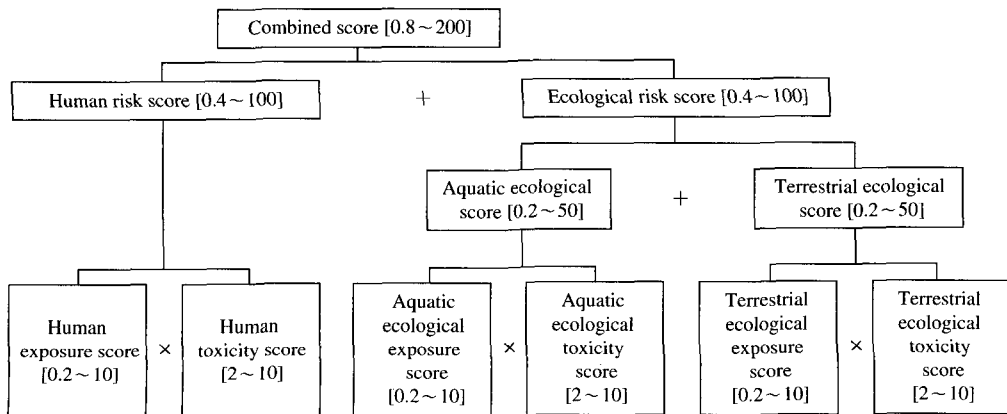 Combined score [0.8~200]
Human risk score [0.4~100]
+
Ecological risk score [0.4~100]
Aquatic ecological
score [0.2~50]
+
Terrestrial ecological
score [0.2~50]
Human
exposure score
[0.2~10]
×
Human
toxicity score
[2~10]
Aquatic
ecological
exposure
score
[0.2~10]
×
Aquatic
ecological
toxicity
score
[2~10]
Terrestrial
ecological
exposure
score
[0.2~10]
×
Terrestrial
ecological
toxicity
score
[2~10]